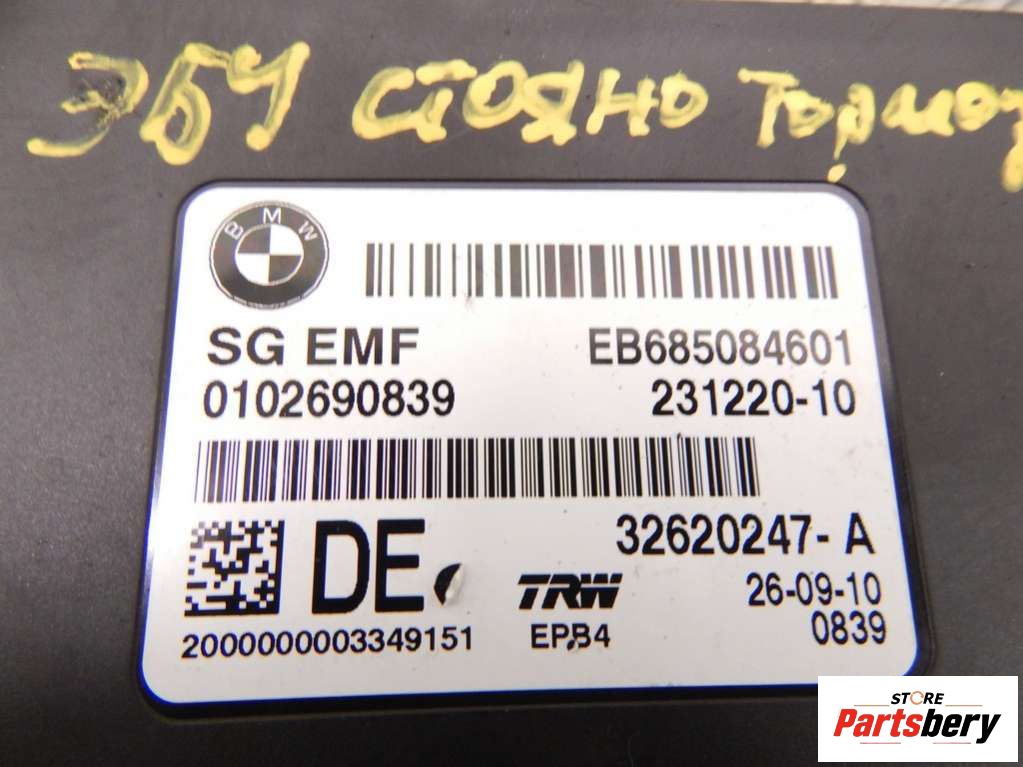 ЭБУ СТОЯНО Тормоз
BMW
SG EMF EB685084601
0102690839 231220-10
DE 32620247-A
TRW 26-09-10
2000000003349151 EPB4 0839
STORE
Partsbery